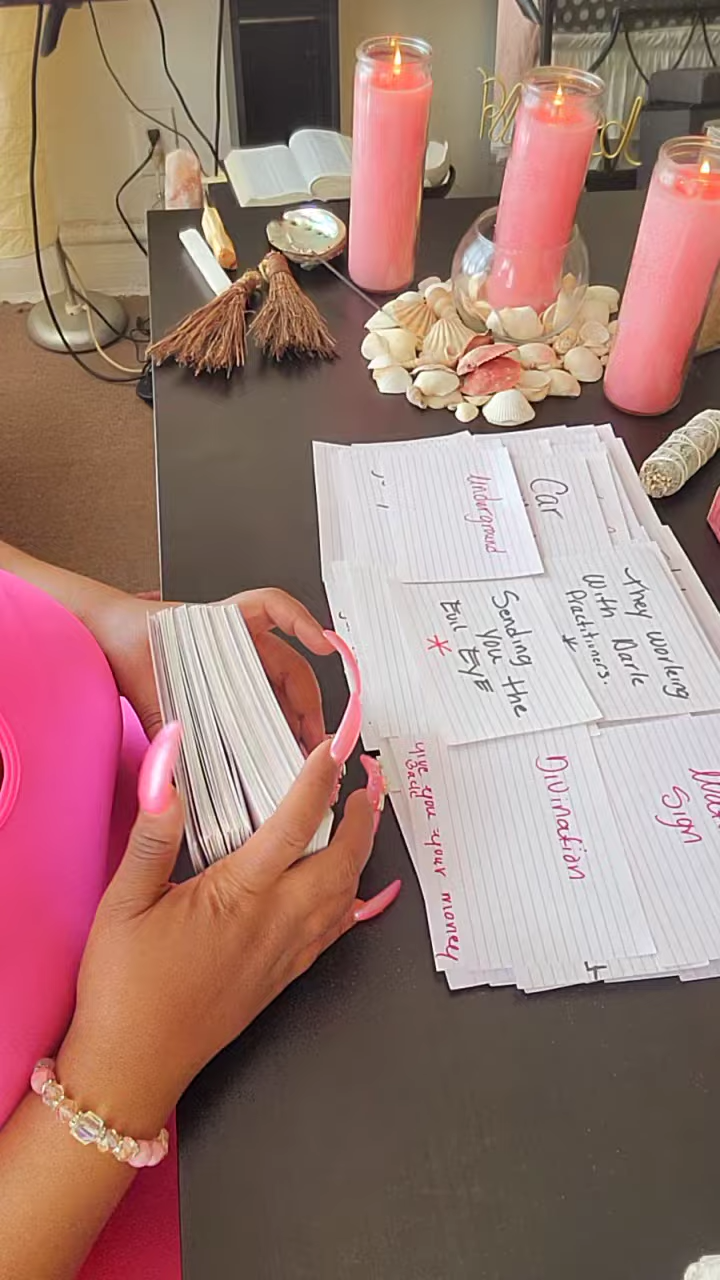 Underground
Car
They working
With Dark
Practitioners.
Sending
you the
Evil EyE
*
Sign
Divination
Give you your money
Back